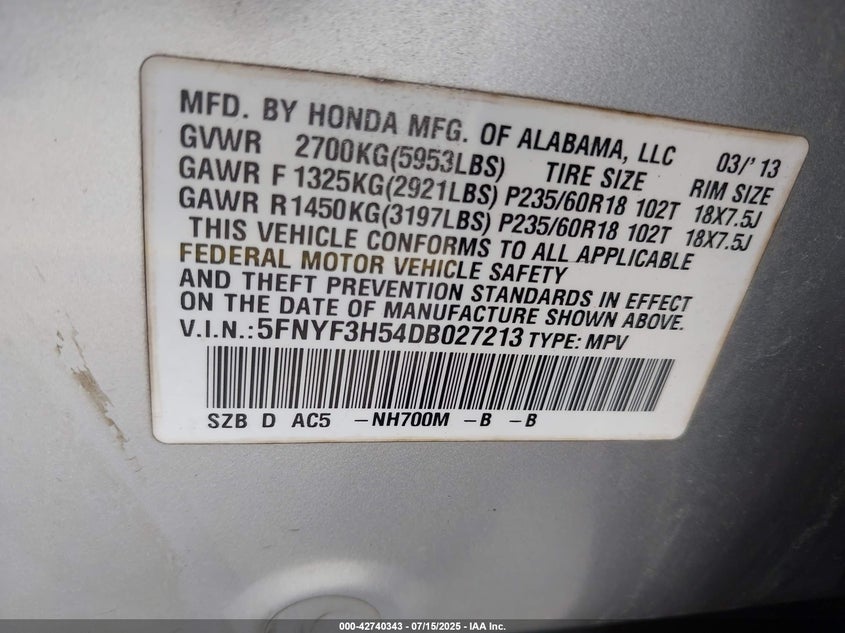 MFD. BY HONDA MFG. OF ALABAMA, LLC 03/'13
GVWR 2700KG(5953LBS) TIRE SIZE RIM SIZE
GAWR F 1325KG(2921LBS) P235/60R18 102T 18X7.5J
GAWR R 1450KG(3197LBS) P235/60R18 102T 18X7.5J
THIS VEHICLE CONFORMS TO ALL APPLICABLE
FEDERAL MOTOR VEHICLE SAFETY
AND THEFT PREVENTION STANDARDS IN EFFECT
ON THE DATE OF MANUFACTURE SHOWN ABOVE.
V.I.N.:5FNYF3H54DB027213 TYPE: MPV
SZB D AC5 -NH700M -B -B
000-42740343 - 07/15/2025 - IAA Inc.